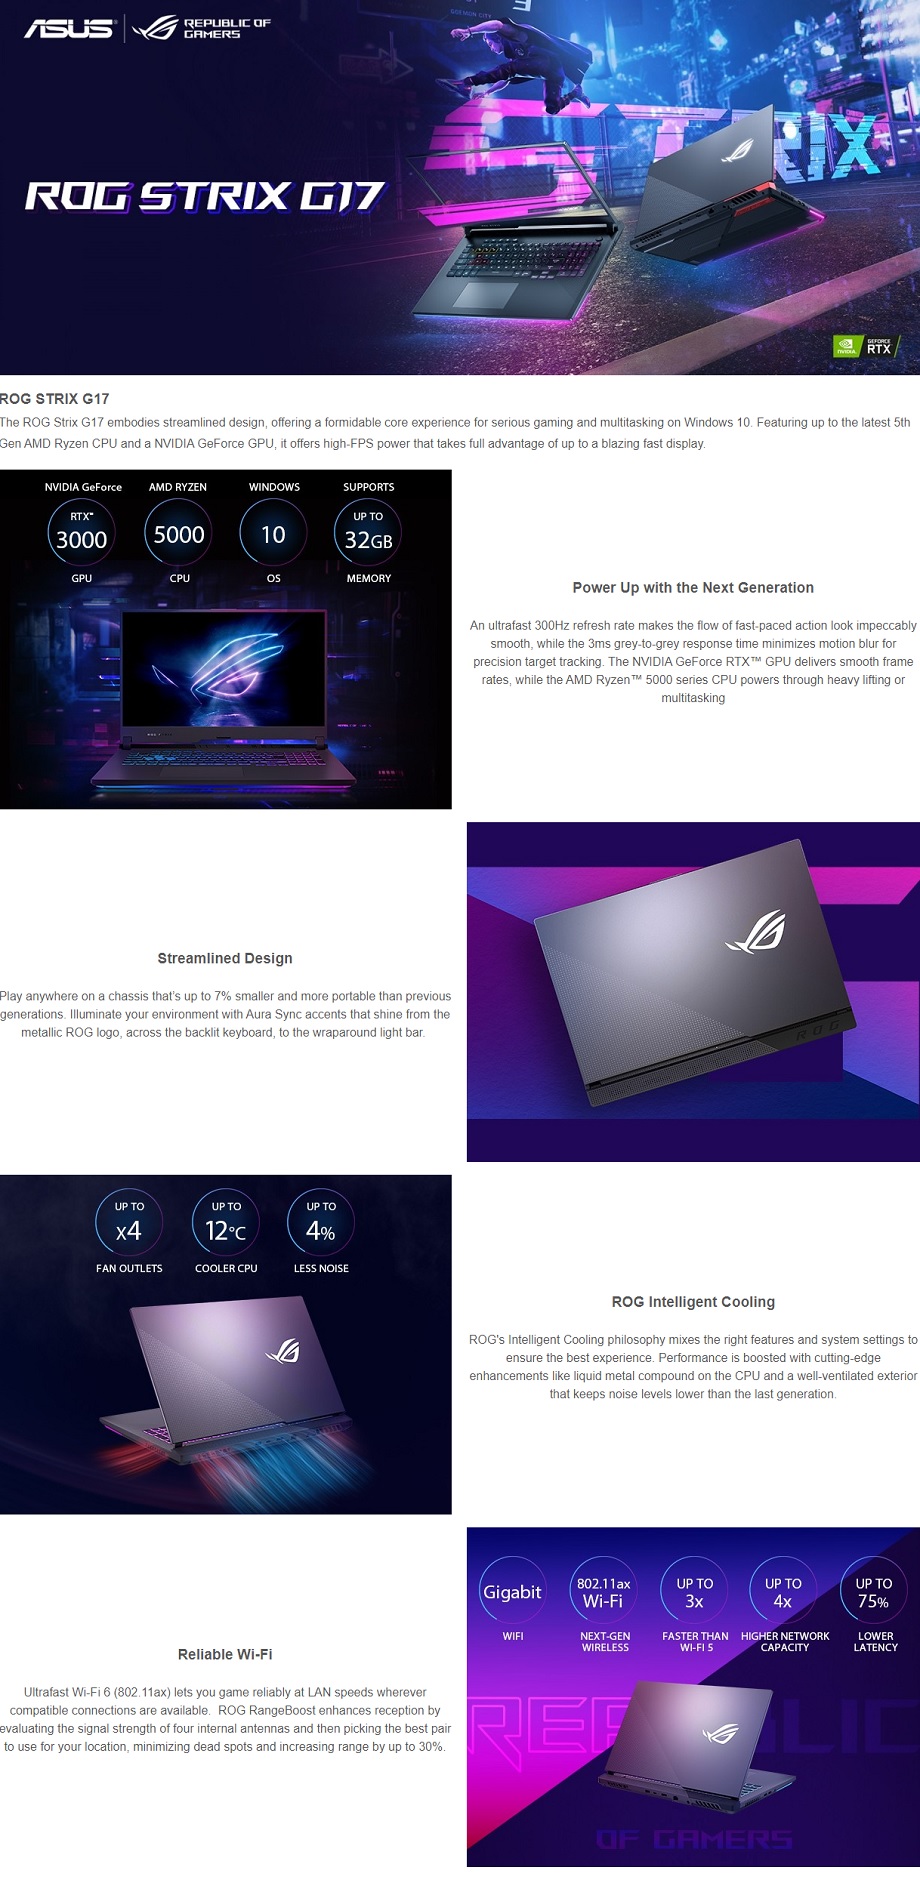 GOMUN CITY
ASUS REPUBLIC OF
GAMERS
STRIX
ROG STRIX G17
NVIDIA GEFORCE
RTX
ROG STRIX G17
The ROG Strix G17 embodies streamlined design, offering a formidable core experience for serious gaming and multitasking on Windows 10. Featuring up to the latest 5th
Gen AMD Ryzen CPU and a NVIDIA GeForce GPU, it offers high-FPS power that takes full advantage of up to a blazing fast display.
NVIDIA GeForce AMD RYZEN WINDOWS SUPPORTS
RTX™ UP TO
3000 5000 10 32GB
GPU CPU OS MEMORY
Power Up with the Next Generation
An ultrafast 300Hz refresh rate makes the flow of fast-paced action look impeccably
smooth, while the 3ms grey-to-grey response time minimizes motion blur for
precision target tracking. The NVIDIA GeForce RTX™ GPU delivers smooth frame
rates, while the AMD Ryzen™ 5000 series CPU powers through heavy lifting or
multitasking
Streamlined Design
Play anywhere on a chassis that's up to 7% smaller and more portable than previous
generations. Illuminate your environment with Aura Sync accents that shine from the
metallic ROG logo, across the backlit keyboard, to the wraparound light bar.
ROG
UP TO UP TO UP TO
x4 12°C 4%
FAN OUTLETS COOLER CPU LESS NOISE
ROG Intelligent Cooling
ROG's Intelligent Cooling philosophy mixes the right features and system settings to
ensure the best experience. Performance is boosted with cutting-edge
enhancements like liquid metal compound on the CPU and a well-ventilated exterior
that keeps noise levels lower than the last generation.
Reliable Wi-Fi
Ultrafast Wi-Fi 6 (802.11ax) lets you game reliably at LAN speeds wherever
compatible connections are available.  ROG RangeBoost enhances reception by
evaluating the signal strength of four internal antennas and then picking the best pair
to use for your location, minimizing dead spots and increasing range by up to 30%.
Gigabit 802.11ax UP TO UP TO UP TO
Wi-Fi 3x 4x 75%
WIFI NEXT-GEN FASTER THAN HIGHER NETWORK LOWER
WIRELESS WI-FI 5 CAPACITY LATENCY
REPUBLIC
OF GAMERS